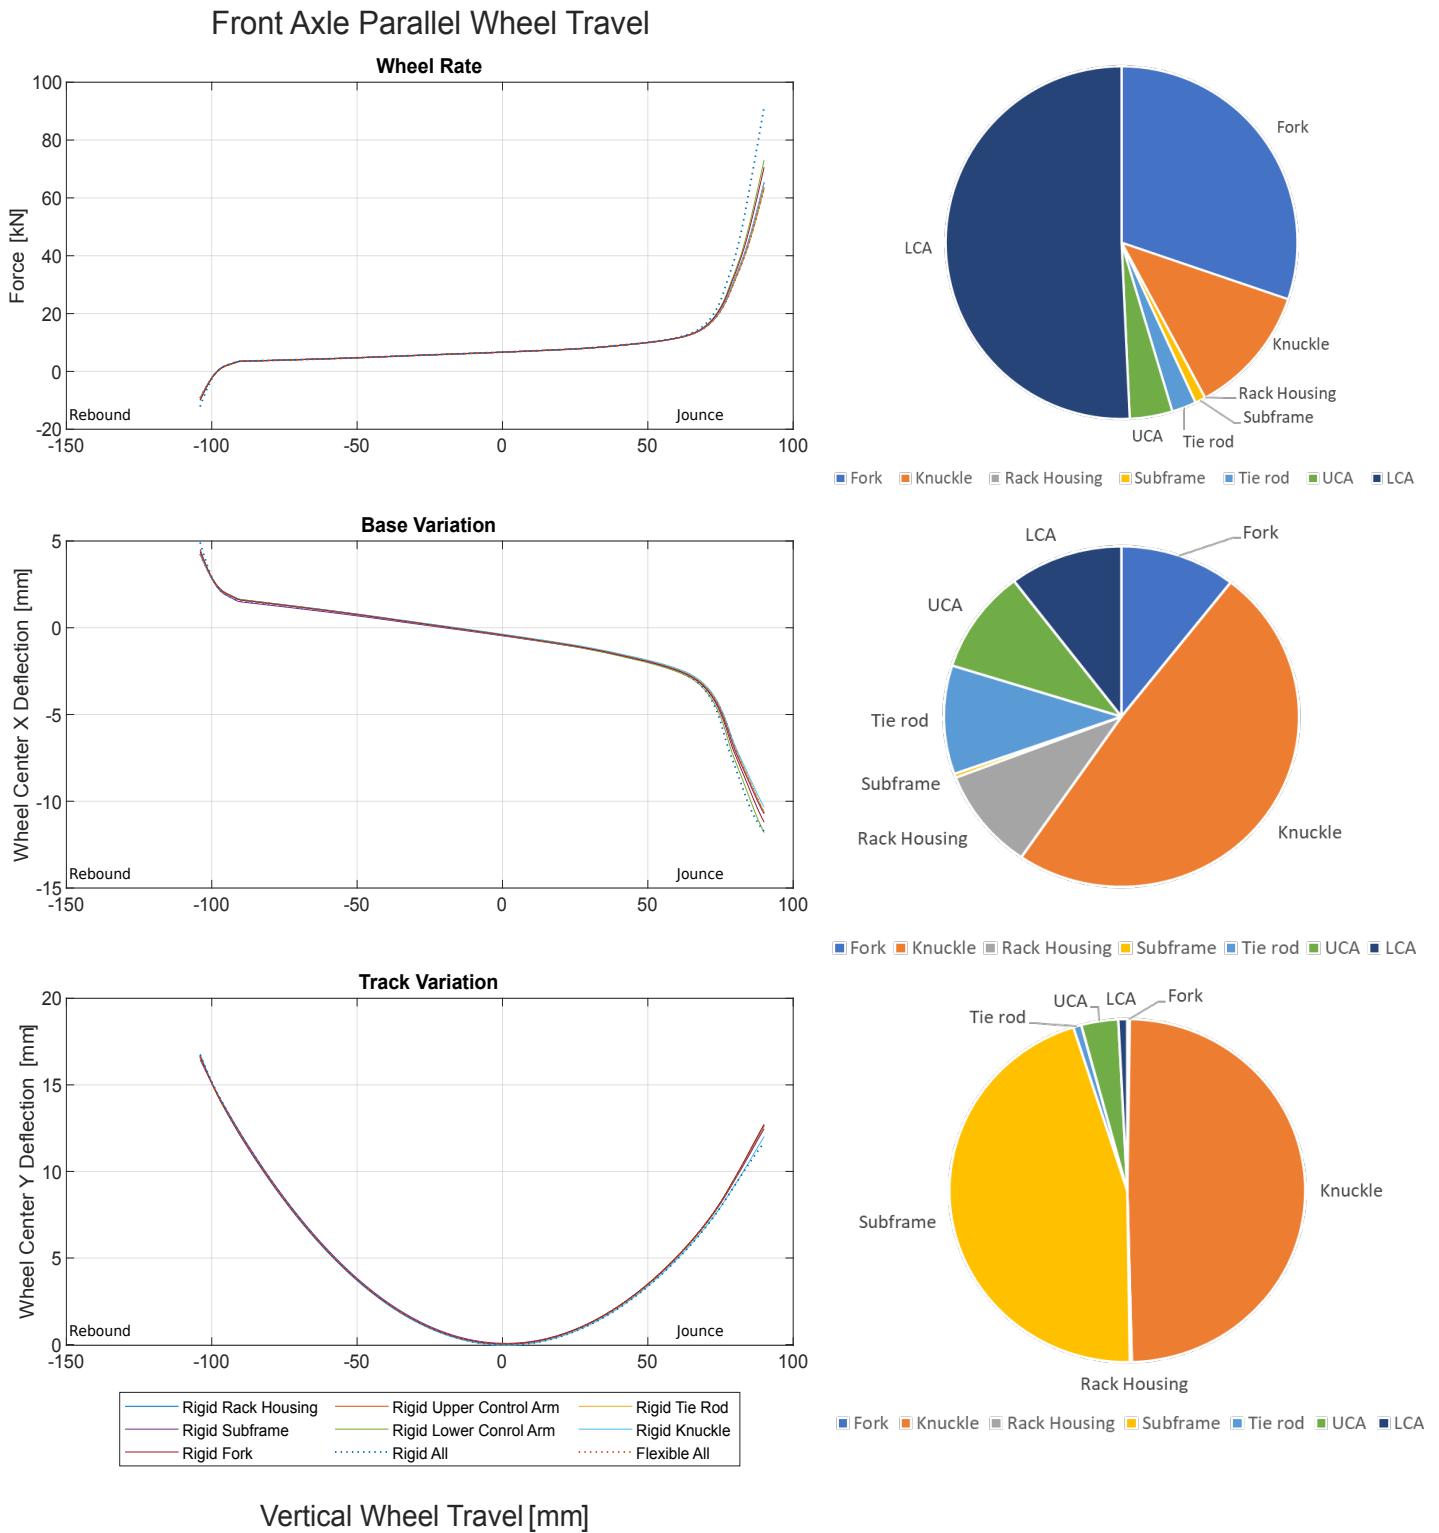 Front Axle Parallel Wheel Travel
Wheel Rate
Force [kN]
100
80
60
40
20
0
-20
-150
-100
-50
0
50
100
Rebound
Jounce
Fork
Knuckle
Rack Housing
Subframe
Tie rod
UCA
LCA
Fork Knuckle Rack Housing Subframe Tie rod UCA LCA
Base Variation
Wheel Center X Deflection [mm]
5
0
-5
-10
-15
-150
-100
-50
0
50
100
Rebound
Jounce
LCA
Fork
UCA
Tie rod
Subframe
Rack Housing
Knuckle
Fork Knuckle Rack Housing Subframe Tie rod UCA LCA
Track Variation
Wheel Center Y Deflection [mm]
20
15
10
5
0
-150
-100
-50
0
50
100
Rebound
Jounce
Tie rod
UCA
LCA
Fork
Knuckle
Subframe
Rack Housing
Fork Knuckle Rack Housing Subframe Tie rod UCA LCA
Rigid Rack Housing Rigid Upper Control Arm Rigid Tie Rod
Rigid Subframe Rigid Lower Conrol Arm Rigid Knuckle
Rigid Fork Rigid All Flexible All
Vertical Wheel Travel [mm]